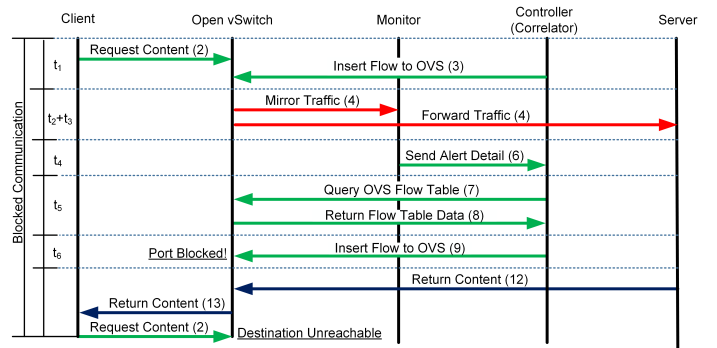 Client
Open vSwitch
Monitor
Controller
(Correlator)
Server
Blocked Communication
t1
Request Content (2)
Insert Flow to OVS (3)
t2+t3
Mirror Traffic (4)
Forward Traffic (4)
t4
Send Alert Detail (6)
t5
Query OVS Flow Table (7)
Return Flow Table Data (8)
t6
Port Blocked!
Insert Flow to OVS (9)
Return Content (12)
Return Content (13)
Request Content (2)
Destination Unreachable